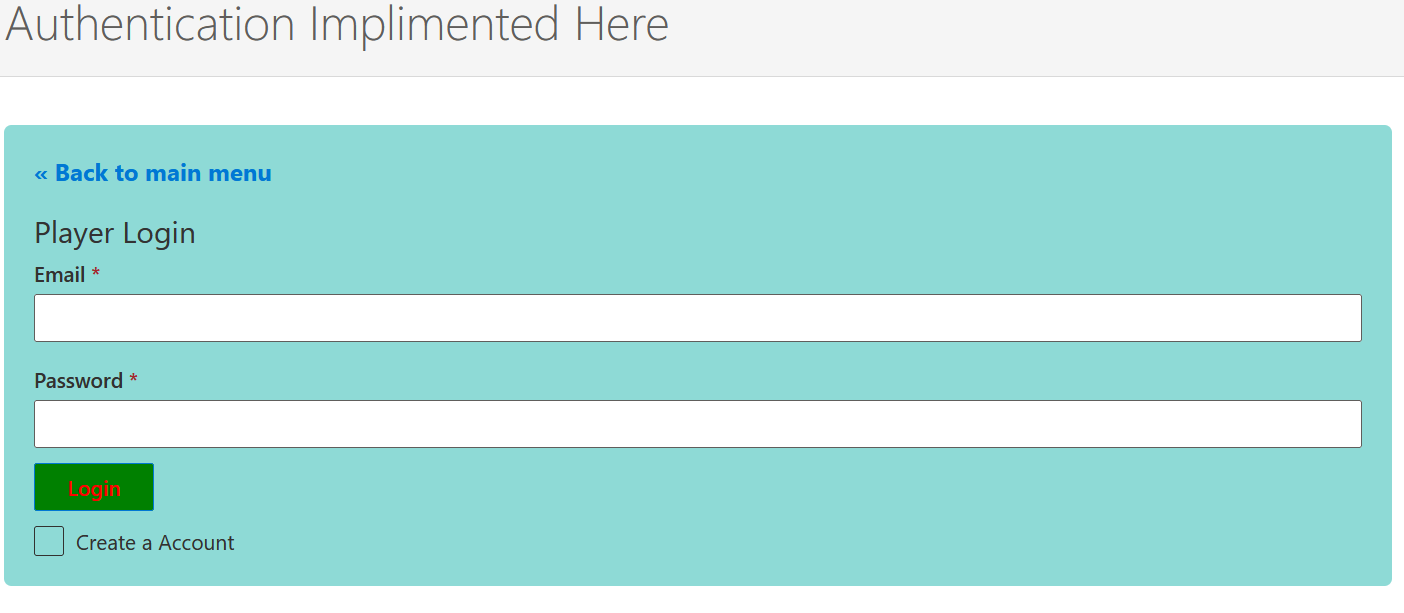 Authentication Implimented Here
« Back to main menu
Player Login
Email *
Password *
Login
Create a Account